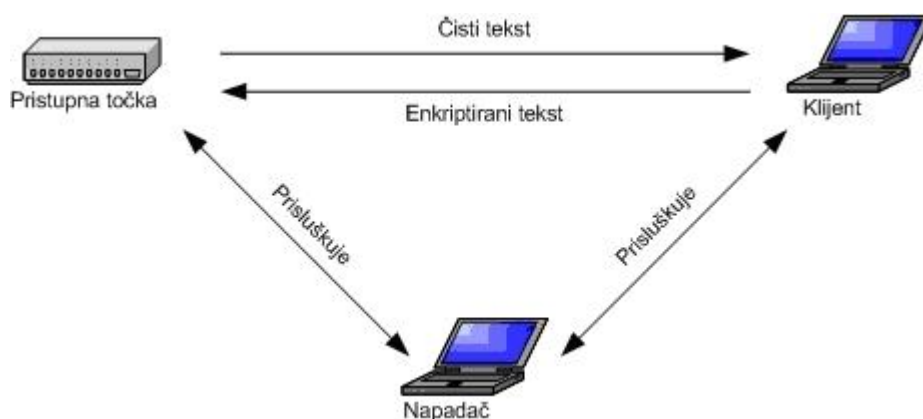 Čisti tekst
Pristupna točka
Enkriptirani tekst
Klijent
Prisluškuje
Prisluškuje
Napadač